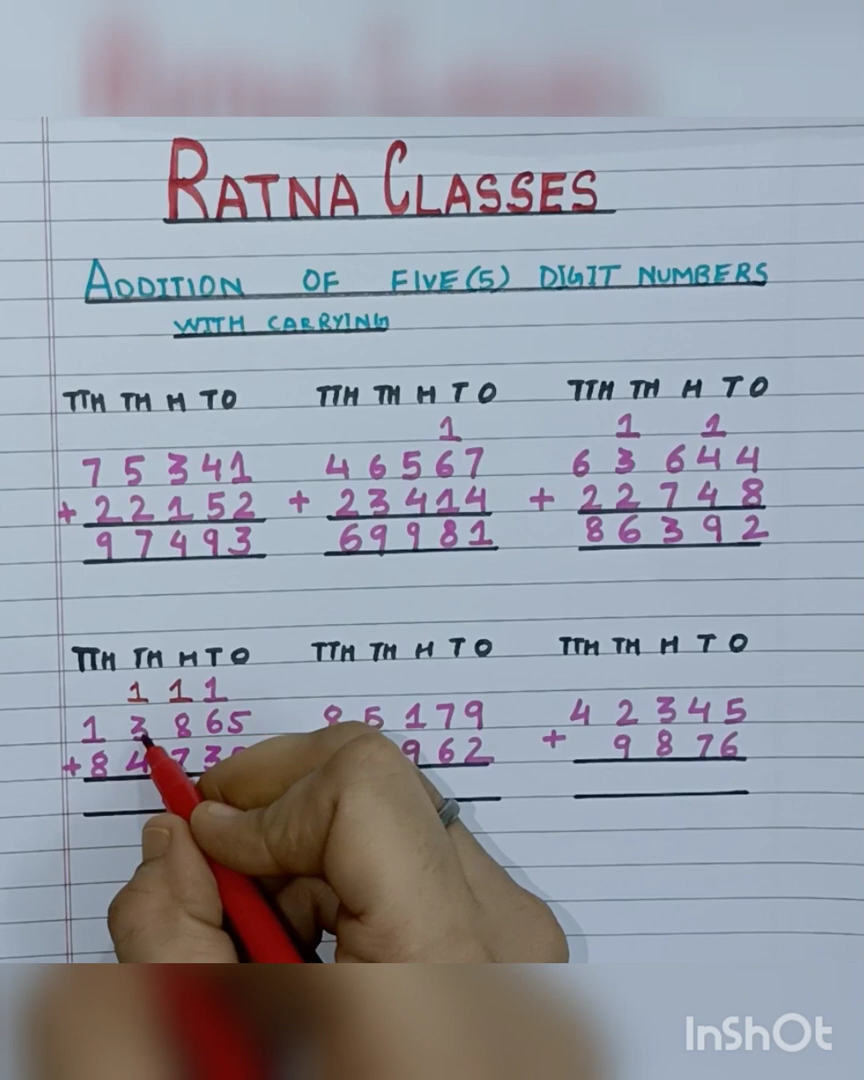 RATNA CLASSES
ADDITION OF FIVE(5) DIGIT NUMBERS
WITH CARRYING
TTH TH H T O TTH TH H T O TTH TH H T O
1 1 1
7 5 3 4 1 4 6 5 6 7 6 3 6 4 4
+ 2 2 1 5 2 + 2 3 4 1 4 + 2 2 7 4 8
9 7 4 9 3 6 9 9 8 1 8 6 3 9 2
TTH TH H T O TTH TH H T O TTH TH H T O
1 1 1
1 3 8 6 5 1 7 9 4 2 3 4 5
+ 8 4 7 3 9 6 2 + 9 8 7 6
InShOt